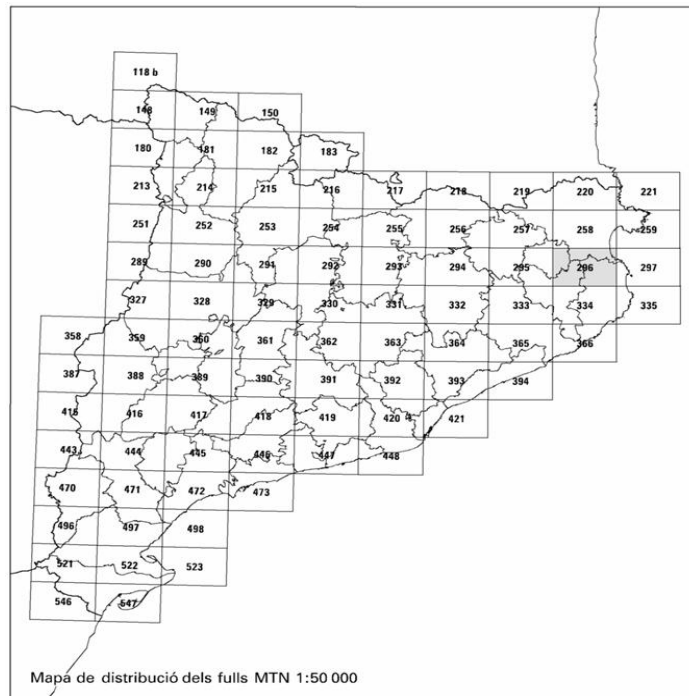 118 b
148 149 150
180 181 182 183
213 214 215 216 217 218 219 220 221
251 252 253 254 255 256 257 258 259
289 290 291 292 293 294 295 296 297
327 328 329 330 331 332 333 334 335
358 359 360 361 362 363 364 365 366
387 388 389 390 391 392 393 394
415 416 417 418 419 420 421
443 444 445 446 447 448
470 471 472 473
496 497 498
521 522 523
546 547
Mapa de distribució dels fulls MTN 1:50 000